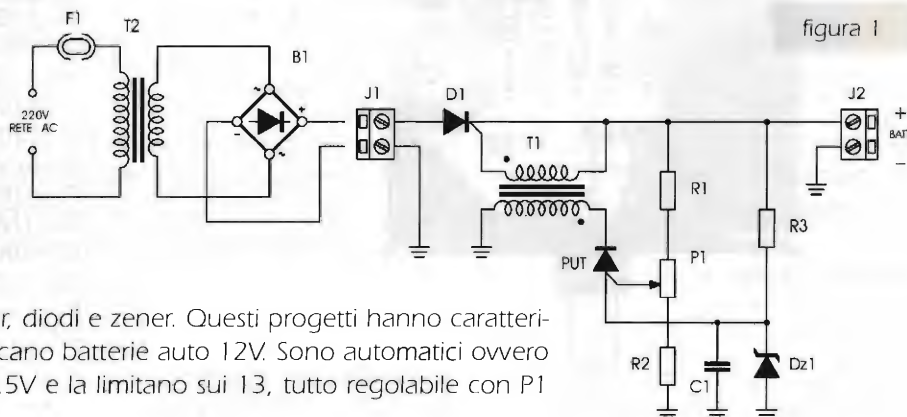 figura 1
F1
T2
B1
220V
RETE AC
J1
D1
T1
J2
+
BAT
−
R1
R3
PUT
P1
R2
C1
Dz1
r, diodi e zener. Questi progetti hanno caratteri-
cano batterie auto 12V. Sono automatici ovvero
.5V e la limitano sui 13, tutto regolabile con P1